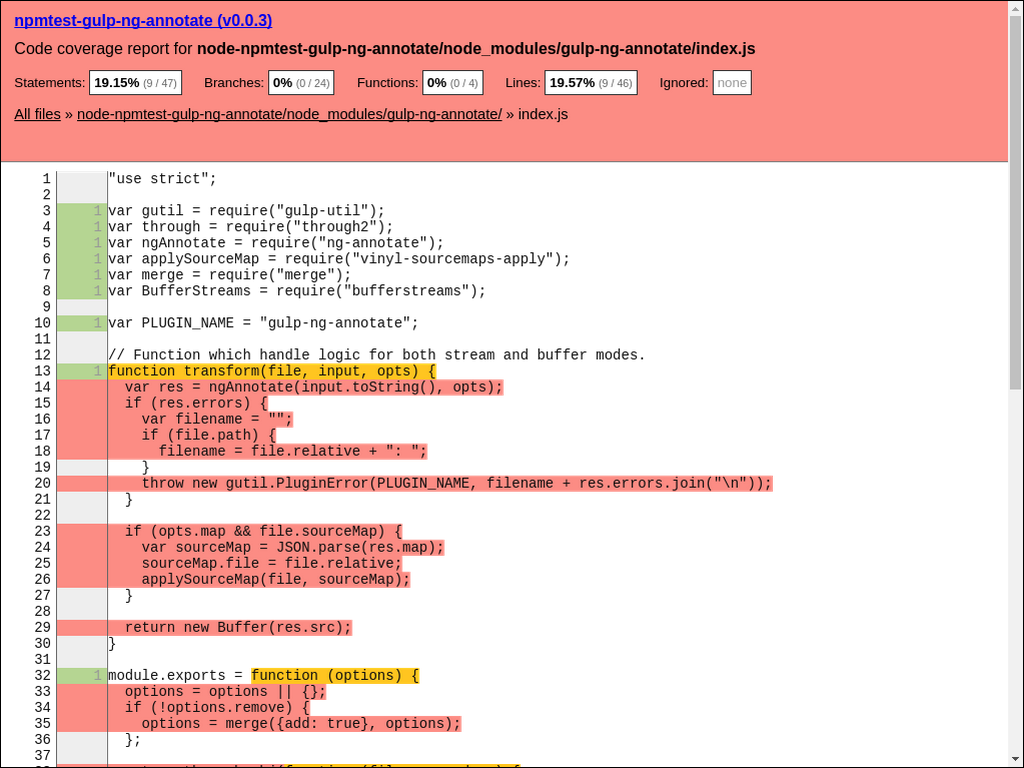 npmtest-gulp-ng-annotate (v0.0.3)
Code coverage report for node-npmtest-gulp-ng-annotate/node_modules/gulp-ng-annotate/index.js
Statements: 19.15% (9 / 47) Branches: 0% (0 / 24) Functions: 0% (0 / 4) Lines: 19.57% (9 / 46) Ignored: none
All files » node-npmtest-gulp-ng-annotate/node_modules/gulp-ng-annotate/ » index.js
1 "use strict";
2
3 1 var gutil = require("gulp-util");
4 1 var through = require("through2");
5 1 var ngAnnotate = require("ng-annotate");
6 1 var applySourceMap = require("vinyl-sourcemaps-apply");
7 1 var merge = require("merge");
8 1 var BufferStreams = require("bufferstreams");
9
10 1 var PLUGIN_NAME = "gulp-ng-annotate";
11
12 // Function which handle logic for both stream and buffer modes.
13 1 function transform(file, input, opts) {
14 var res = ngAnnotate(input.toString(), opts);
15 if (res.errors) {
16 var filename = "";
17 if (file.path) {
18 filename = file.relative + ": ";
19 }
20 throw new gutil.PluginError(PLUGIN_NAME, filename + res.errors.join("\n"));
21 }
22
23 if (opts.map && file.sourceMap) {
24 var sourceMap = JSON.parse(res.map);
25 sourceMap.file = file.relative;
26 applySourceMap(file, sourceMap);
27 }
28
29 return new Buffer(res.src);
30 }
31
32 1 module.exports = function (options) {
33 options = options || {};
34 if (!options.remove) {
35 options = merge({add: true}, options);
36 };
37